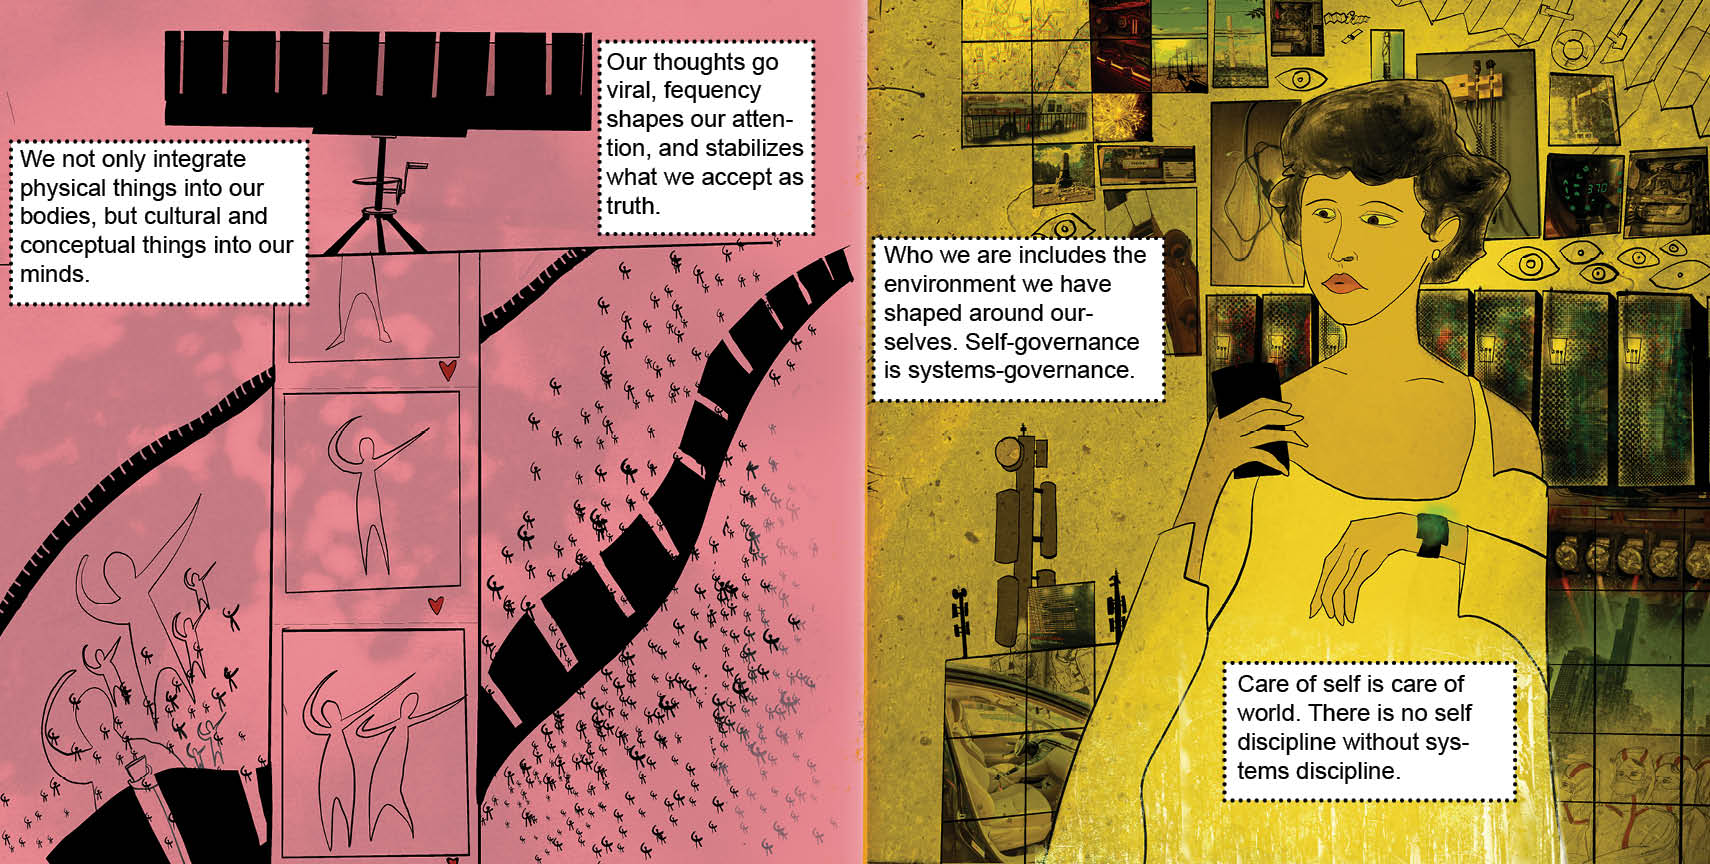 We not only integrate
physical things into our
bodies, but cultural and
conceptual things into our
minds.
Our thoughts go
viral, fequency
shapes our atten-
tion, and stabilizes
what we accept as
truth.
Who we are includes the
environment we have
shaped around our-
selves. Self-governance
is systems-governance.
Care of self is care of
world. There is no self
discipline without sys-
tems discipline.
370